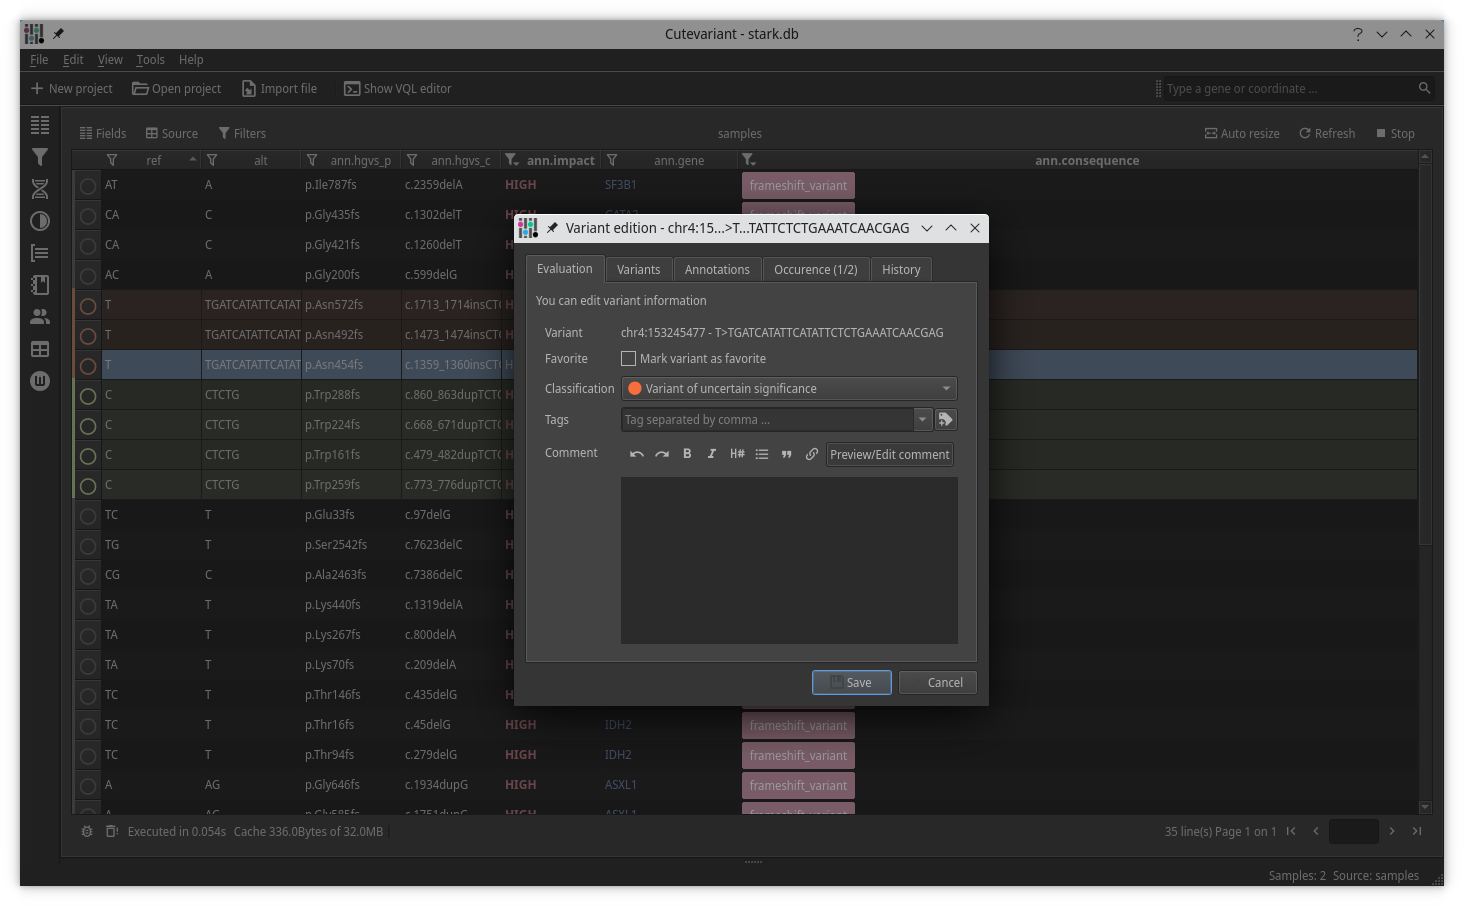 Cutevariant - stark.db
File Edit View Tools Help
New project Open project Import file Show VQL editor Type a gene or coordinate ...
Fields Source Filters samples Auto resize Refresh Stop
ref alt ann.hgvs_p ann.hgvs_c ann.impact ann.gene ann.consequence
AT A p.Ile787fs c.2359delA HIGH SF3B1 frameshift_variant
CA C p.Gly435fs c.1302delT
CA C p.Gly421fs c.1260delT
AC A p.Gly200fs c.599delG
T TGATCATATTCATAT p.Asn572fs c.1713_1714insCT
T TGATCATATTCATAT p.Asn492fs c.1473_1474insCT
T TGATCATATTCATAT p.Asn454fs c.1359_1360insCT
C CTCTG p.Trp288fs c.860_863dupTCT
C CTCTG p.Trp224fs c.668_671dupTCT
C CTCTG p.Trp161fs c.479_482dupTCT
C CTCTG p.Trp259fs c.773_776dupTCT
TC T p.Glu33fs c.97delG H
TG T p.Ser2542fs c.7623delC H
CG C p.Ala2463fs c.7386delC H
TA T p.Lys440fs c.1319delA H
TA T p.Lys267fs c.800delA H
TA T p.Lys70fs c.209delA H
TC T p.Thr146fs c.435delG H
TC T p.Thr16fs c.45delG HIGH IDH2 frameshift_variant
TC T p.Thr94fs c.279delG HIGH IDH2 frameshift_variant
A AG p.Gly646fs c.1934dupG HIGH ASXL1 frameshift_variant
Variant edition - chr4:15...>T...TATTCTCTGAAATCAACGAG
Evaluation Variants Annotations Occurence (1/2) History
You can edit variant information
Variant chr4:153245477 - T>TGATCATATTCATATTCTCTGAAATCAACGAG
Favorite Mark variant as favorite
Classification Variant of uncertain significance
Tags Tag separated by comma ...
Comment B I H# Preview/Edit comment
Save Cancel
Executed in 0.054s Cache 336.0Bytes of 32.0MB 35 line(s) Page 1 on 1
Samples: 2 Source: samples